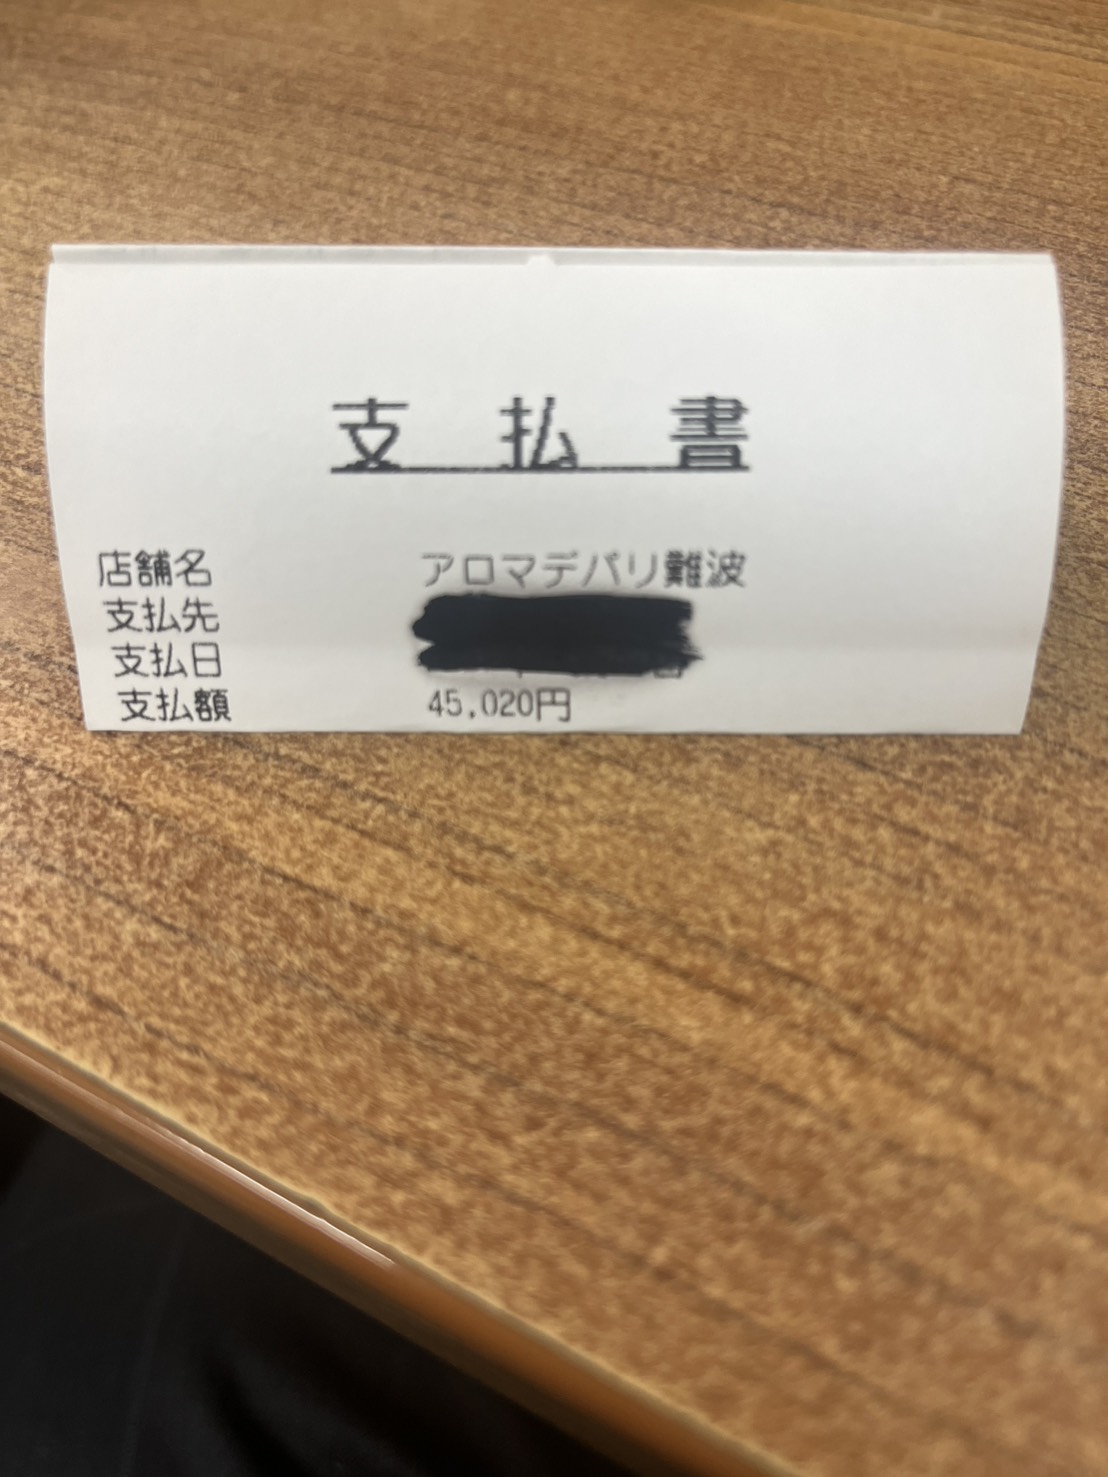 支払書
店舗名 アロマデパリ難波
支払先
支払日
支払額 45,020円